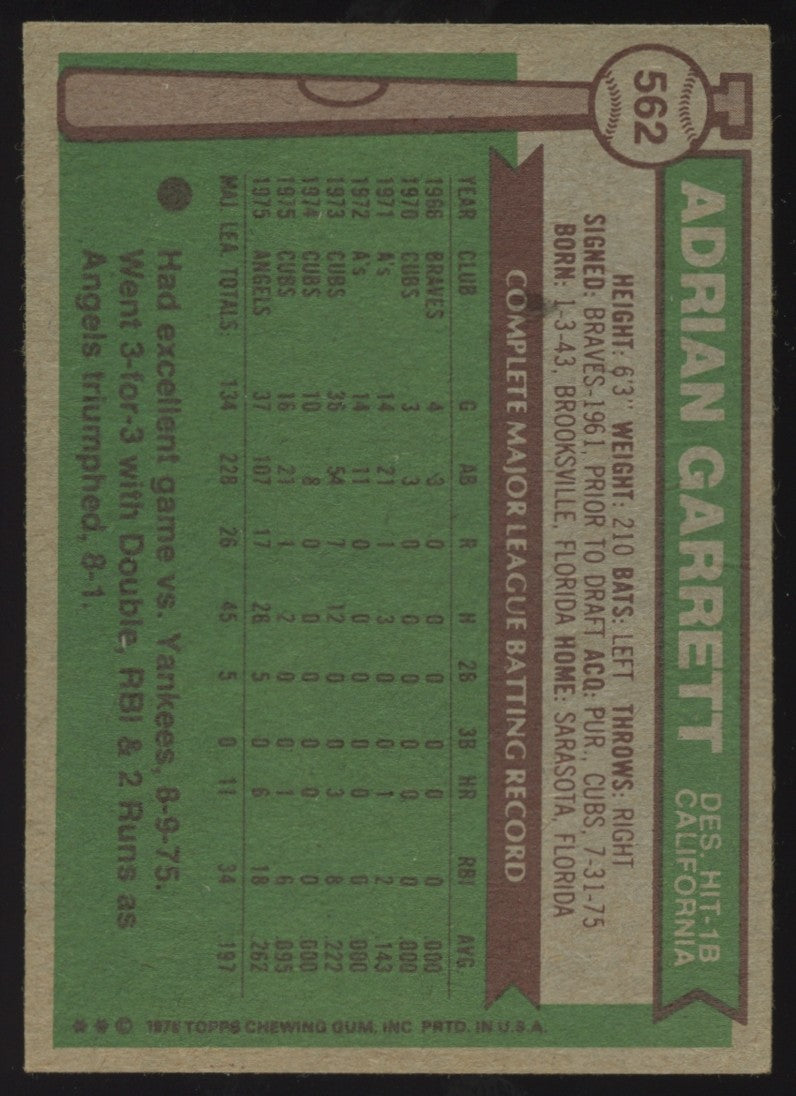 562
ADRIAN GARRETT DES. HIT-1B
CALIFORNIA
HEIGHT: 6'3" WEIGHT: 210 BATS: LEFT THROWS: RIGHT
SIGNED: BRAVES-1961, PRIOR TO DRAFT ACQ: PUR., CUBS, 7-31-75
BORN: 1-3-43, BROOKSVILLE, FLORIDA HOME: SARASOTA, FLORIDA
COMPLETE MAJOR LEAGUE BATTING RECORD
YEAR CLUB G AB R H 2B 3B HR RBI AVG
1966 BRAVES 4 3 0 0 0 0 0 0 .000
1970 CUBS 3 3 0 0 0 0 0 0 .000
1971 A's 14 21 1 3 0 0 1 2 .143
1972 A's 14 11 0 0 0 0 0 0 .000
1973 CUBS 36 54 7 12 0 0 3 8 .222
1974 CUBS 10 8 0 0 0 0 0 0 .000
1975 CUBS 16 21 1 2 0 0 1 6 .095
1975 ANGELS 37 107 17 28 5 0 6 18 .262
MAJ. LEA. TOTALS 134 228 26 45 5 0 11 34 .197
Had excellent game vs. Yankees, 8-9-75.
Went 3-for-3 with Double, RBI & 2 Runs as
Angels triumphed, 8-1.
* * © 1976 TOPPS CHEWING GUM, INC. PRTD. IN U.S.A.